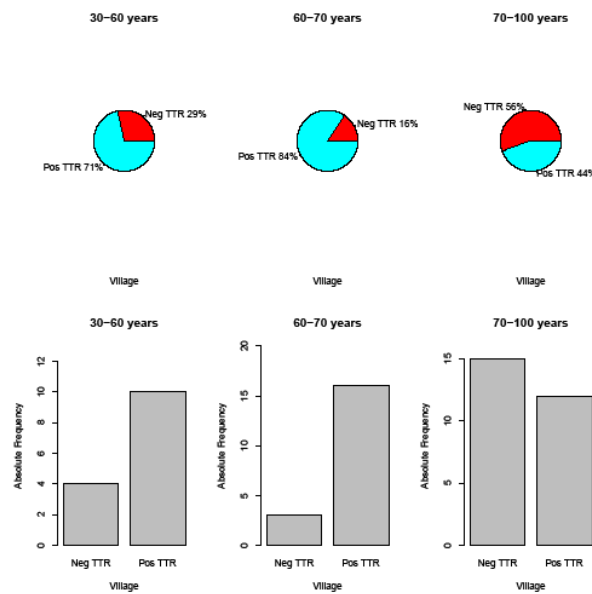 30−60 years
60−70 years
70−100 years
Neg TTR 29%
Pos TTR 71%
Neg TTR 16%
Pos TTR 84%
Neg TTR 56%
Pos TTR 44%
Village
Village
Village
30−60 years
60−70 years
70−100 years
Absolute Frequency
12
10
8
6
4
2
0
Neg TTR
Pos TTR
Village
Absolute Frequency
20
15
10
5
0
Neg TTR
Pos TTR
Village
Absolute Frequency
15
10
5
0
Neg TTR
Pos TTR
Village